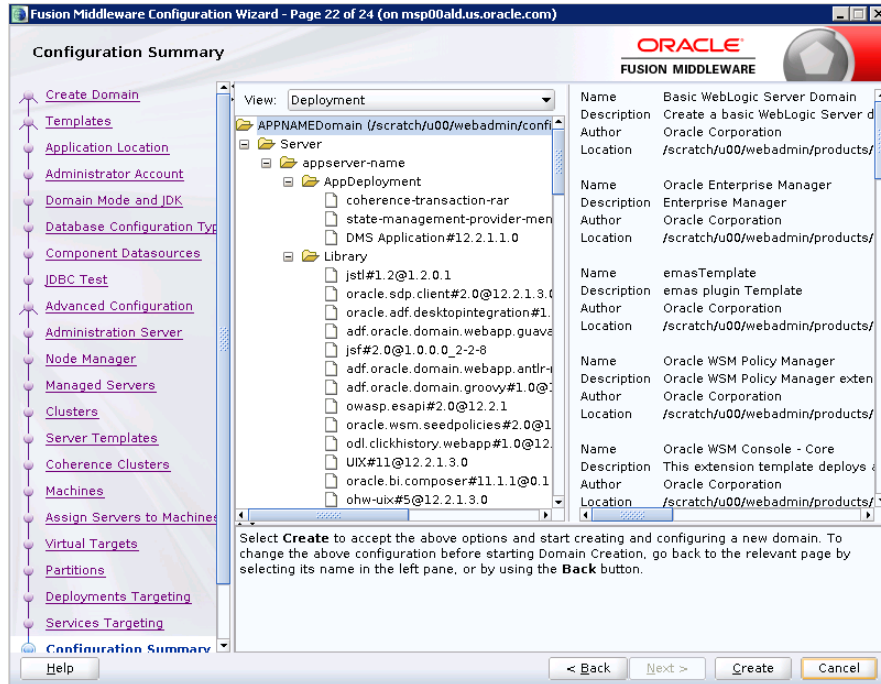 Fusion Middleware Configuration Wizard - Page 22 of 24 (on msp00ald.us.oracle.com)
Configuration Summary
ORACLE
FUSION MIDDLEWARE
Create Domain
Templates
Application Location
Administrator Account
Domain Mode and JDK
Database Configuration Typ
Component Datasources
JDBC Test
Advanced Configuration
Administration Server
Node Manager
Managed Servers
Clusters
Server Templates
Coherence Clusters
Machines
Assign Servers to Machines
Virtual Targets
Partitions
Deployments Targeting
Services Targeting
Configuration Summary
View: Deployment
APPNAMEDomain (/scratch/u00/webadmin/confi
Server
appserver-name
AppDeployment
coherence-transaction-rar
state-management-provider-mem
DMS Application#12.2.1.1.0
Library
jstl#1.2@1.2.0.1
oracle.sdp.client#2.0@12.2.1.3.0
oracle.adf.desktopintegration#1.
adf.oracle.domain.webapp.guava
jsf#2.0@1.0.0.0_2-2-8
adf.oracle.domain.webapp.antlr-
adf.oracle.domain.groovy#1.0@
owasp.esapi#2.0@12.2.1
oracle.wsm.seedpolicies#2.0@1
odl.clickhistory.webapp#1.0@12.
UIX#11@12.2.1.3.0
oracle.bi.composer#11.1.1@0.1
ohw-uix#5@12.2.1.3.0
Name Basic WebLogic Server Domain
Description Create a basic WebLogic Server d
Author Oracle Corporation
Location /scratch/u00/webadmin/products/
Name Oracle Enterprise Manager
Description Enterprise Manager
Author Oracle Corporation
Location /scratch/u00/webadmin/products/
Name emasTemplate
Description emas plugin Template
Author Oracle Corporation
Location /scratch/u00/webadmin/products/
Name Oracle WSM Policy Manager
Description Oracle WSM Policy Manager exten
Author Oracle Corporation
Location /scratch/u00/webadmin/products/
Name Oracle WSM Console - Core
Description This extension template deploys a
Author Oracle Corporation
Location /scratch/u00/webadmin/products/
Select Create to accept the above options and start creating and configuring a new domain. To
change the above configuration before starting Domain Creation, go back to the relevant page by
selecting its name in the left pane, or by using the Back button.
Help
< Back
Next >
Create
Cancel